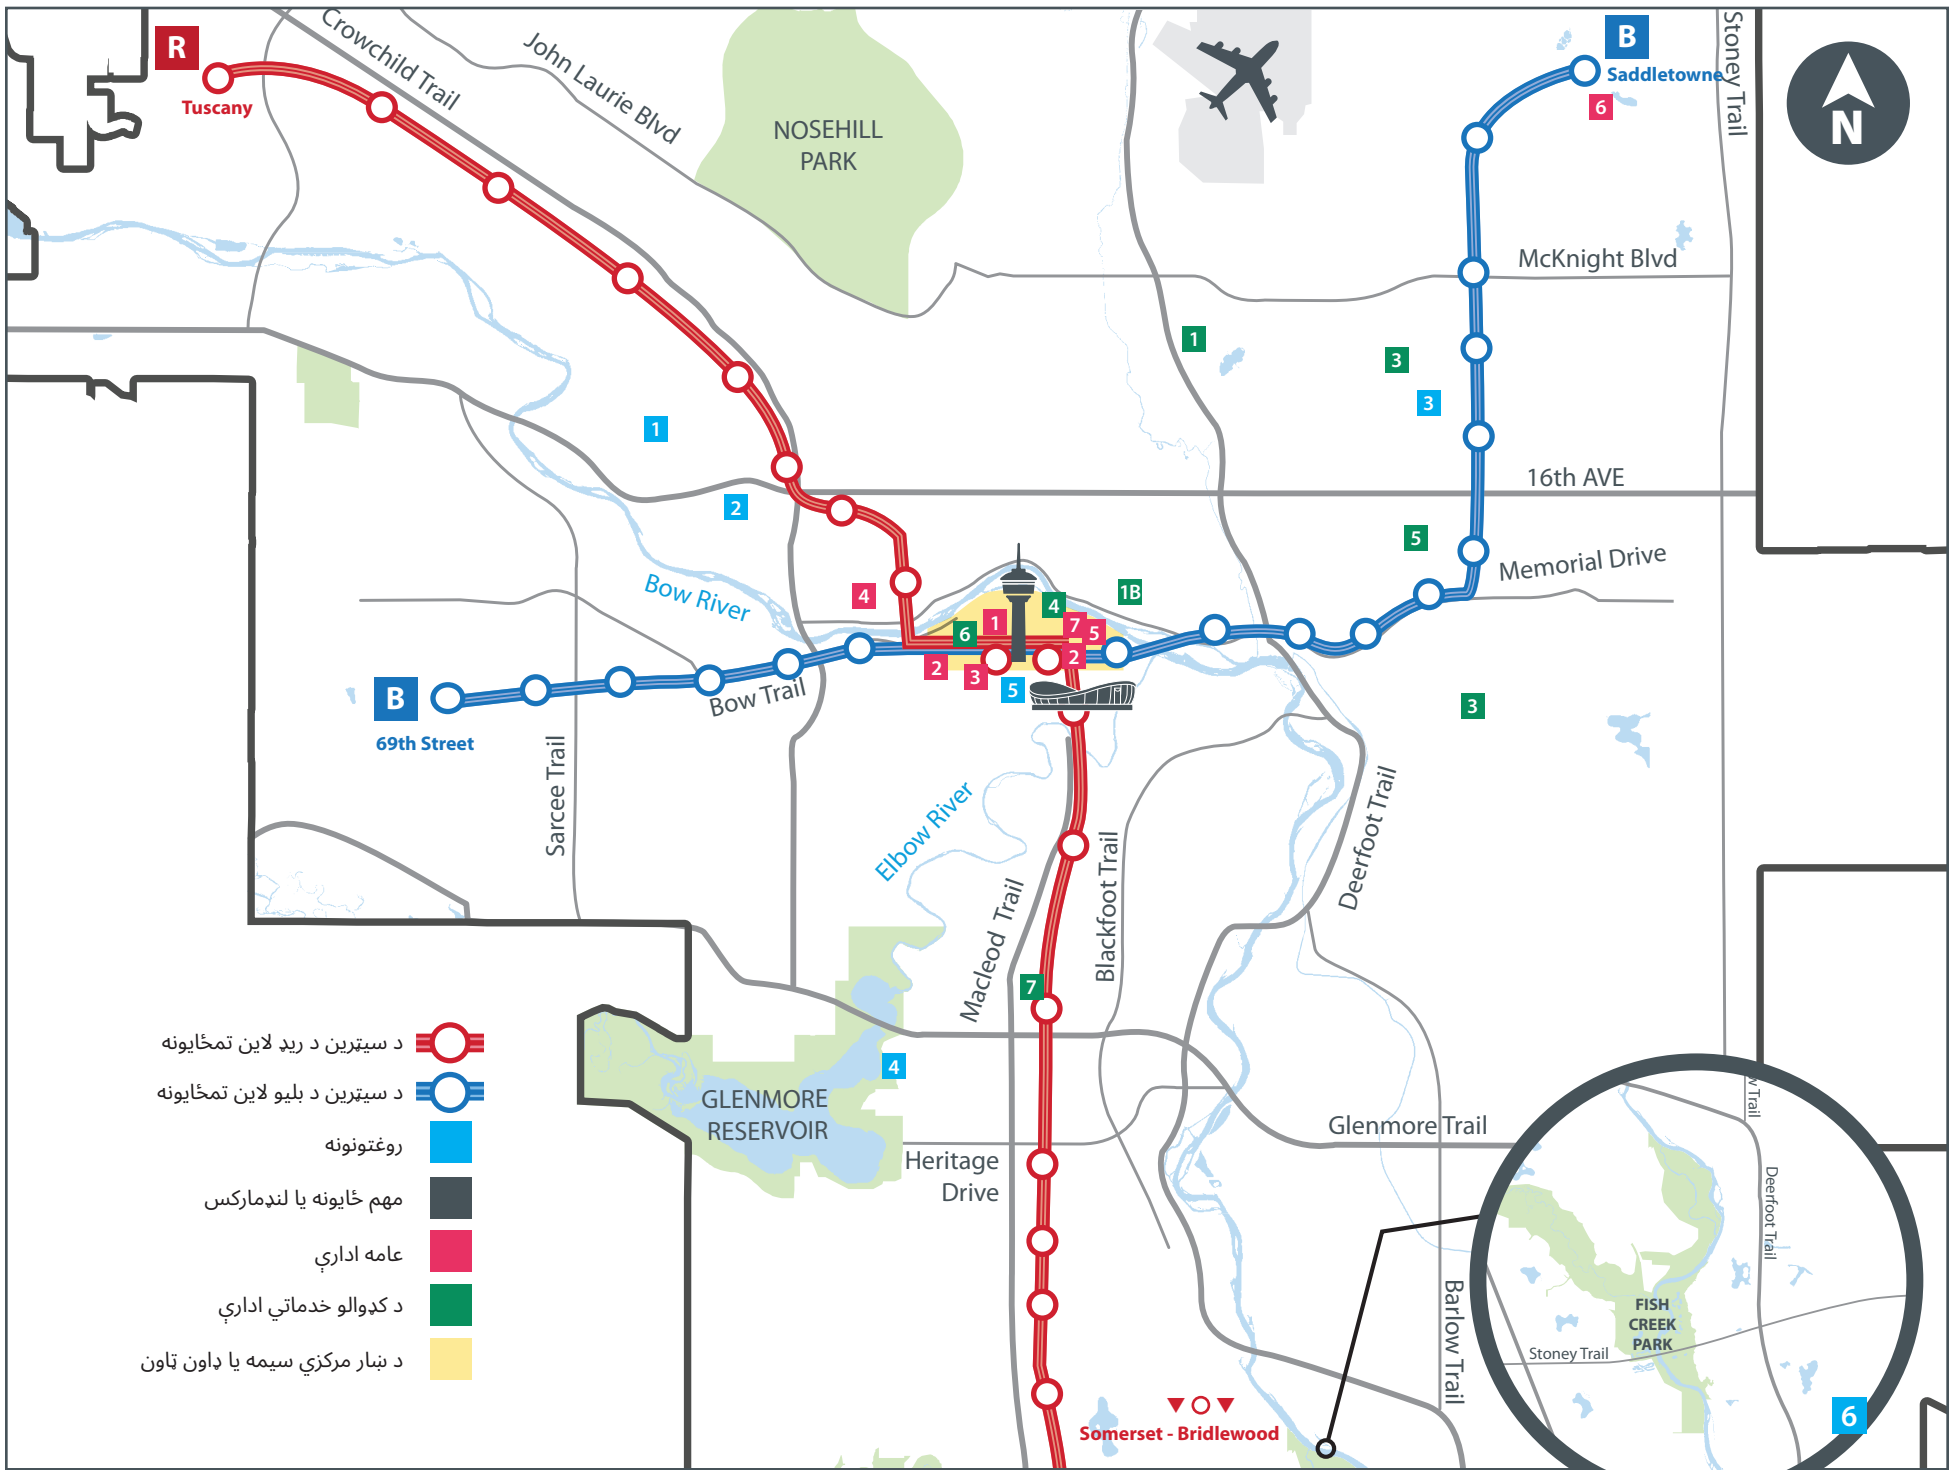 R
Tuscany
Crowchild Trail
John Laurie Blvd
NOSEHILL
PARK
B
Saddletowne
6
Stoney Trail
N
McKnight Blvd
1
3
3
1
16th AVE
2
5
Memorial Drive
Bow River
4
1B
4
1
7
5
6
2
2
3
5
B
69th Street
Bow Trail
3
Sarcee Trail
Elbow River
Deerfoot Trail
Macleod Trail
Blackfoot Trail
7
4
GLENMORE
RESERVOIR
Heritage
Drive
Glenmore Trail
Barlow Trail
w Trail
Deerfoot Trail
FISH
CREEK
PARK
Stoney Trail
6
Somerset - Bridlewood
د سیټرین د ریډ لاین تمځایونه
د سیټرین د بلیو لاین تمځایونه
روغتونونه
مهم ځایونه یا لنډمارکس
عامه ادارې
د کډوالو خدماتي ادارې
د ښار مرکزي سیمه یا ډاون ټاون